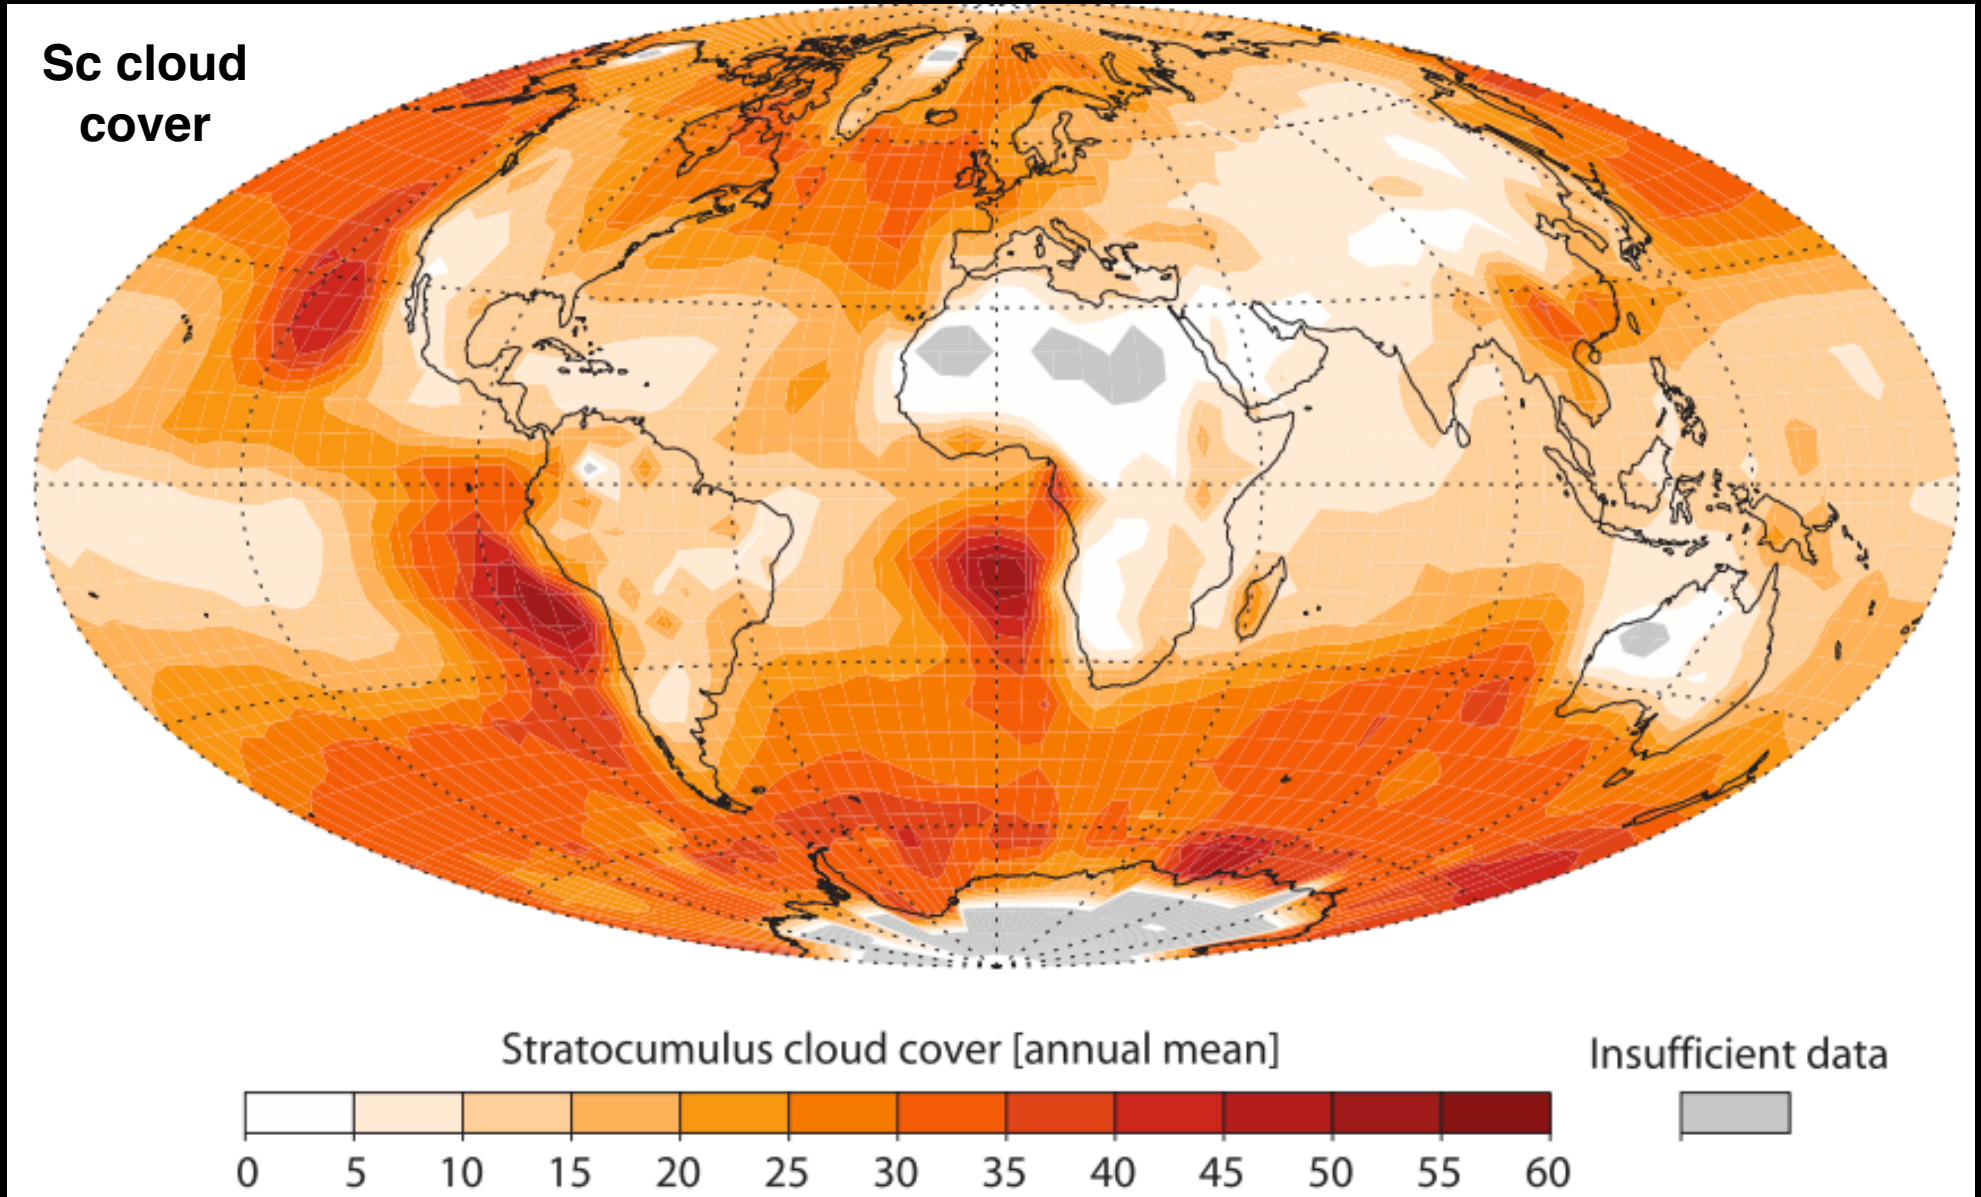 Sc cloud
cover
Stratocumulus cloud cover [annual mean]
Insufficient data
0 5 10 15 20 25 30 35 40 45 50 55 60